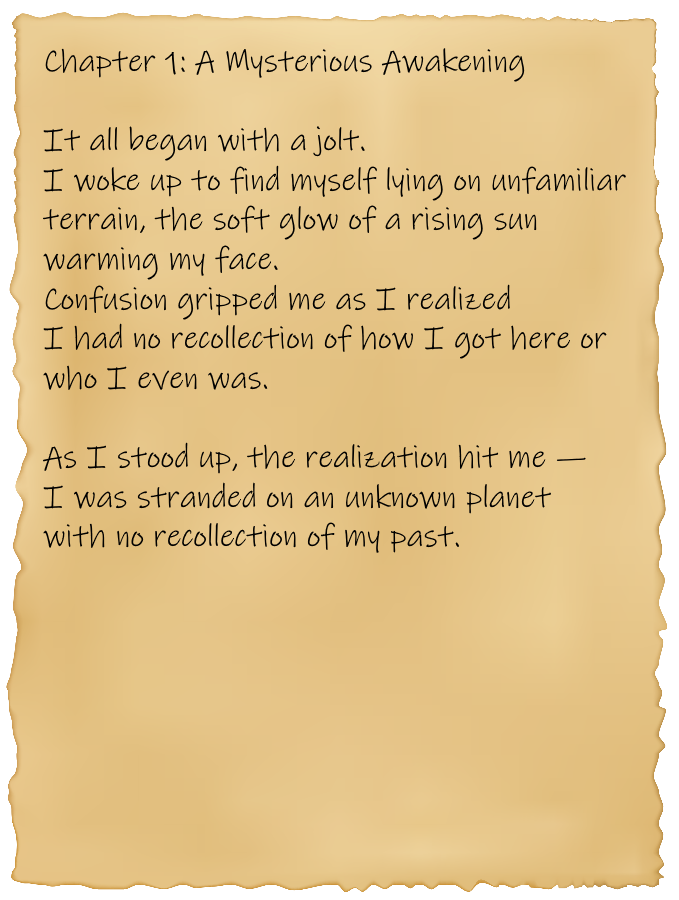 Chapter 1: A Mysterious Awakening
It all began with a jolt.
I woke up to find myself lying on unfamiliar
terrain, the soft glow of a rising sun
warming my face.
Confusion gripped me as I realized
I had no recollection of how I got here or
who I even was.
As I stood up, the realization hit me —
I was stranded on an unknown planet
with no recollection of my past.